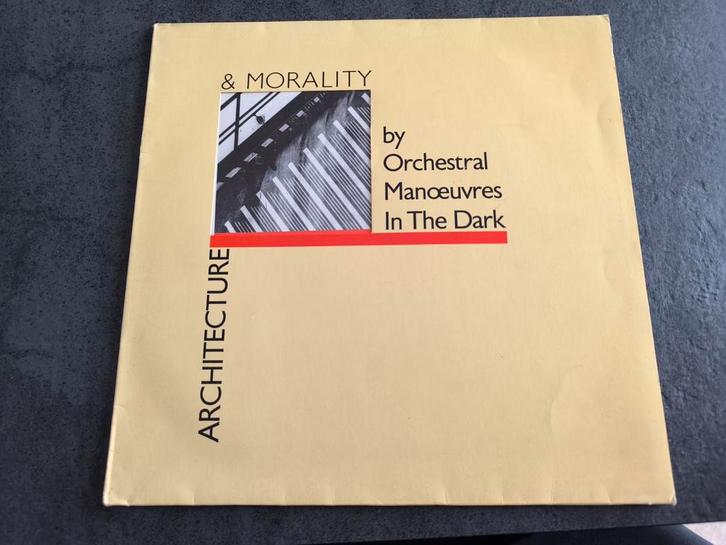 ARCHITECTURE
& MORALITY
by
Orchestral
Manœuvres
In The Dark